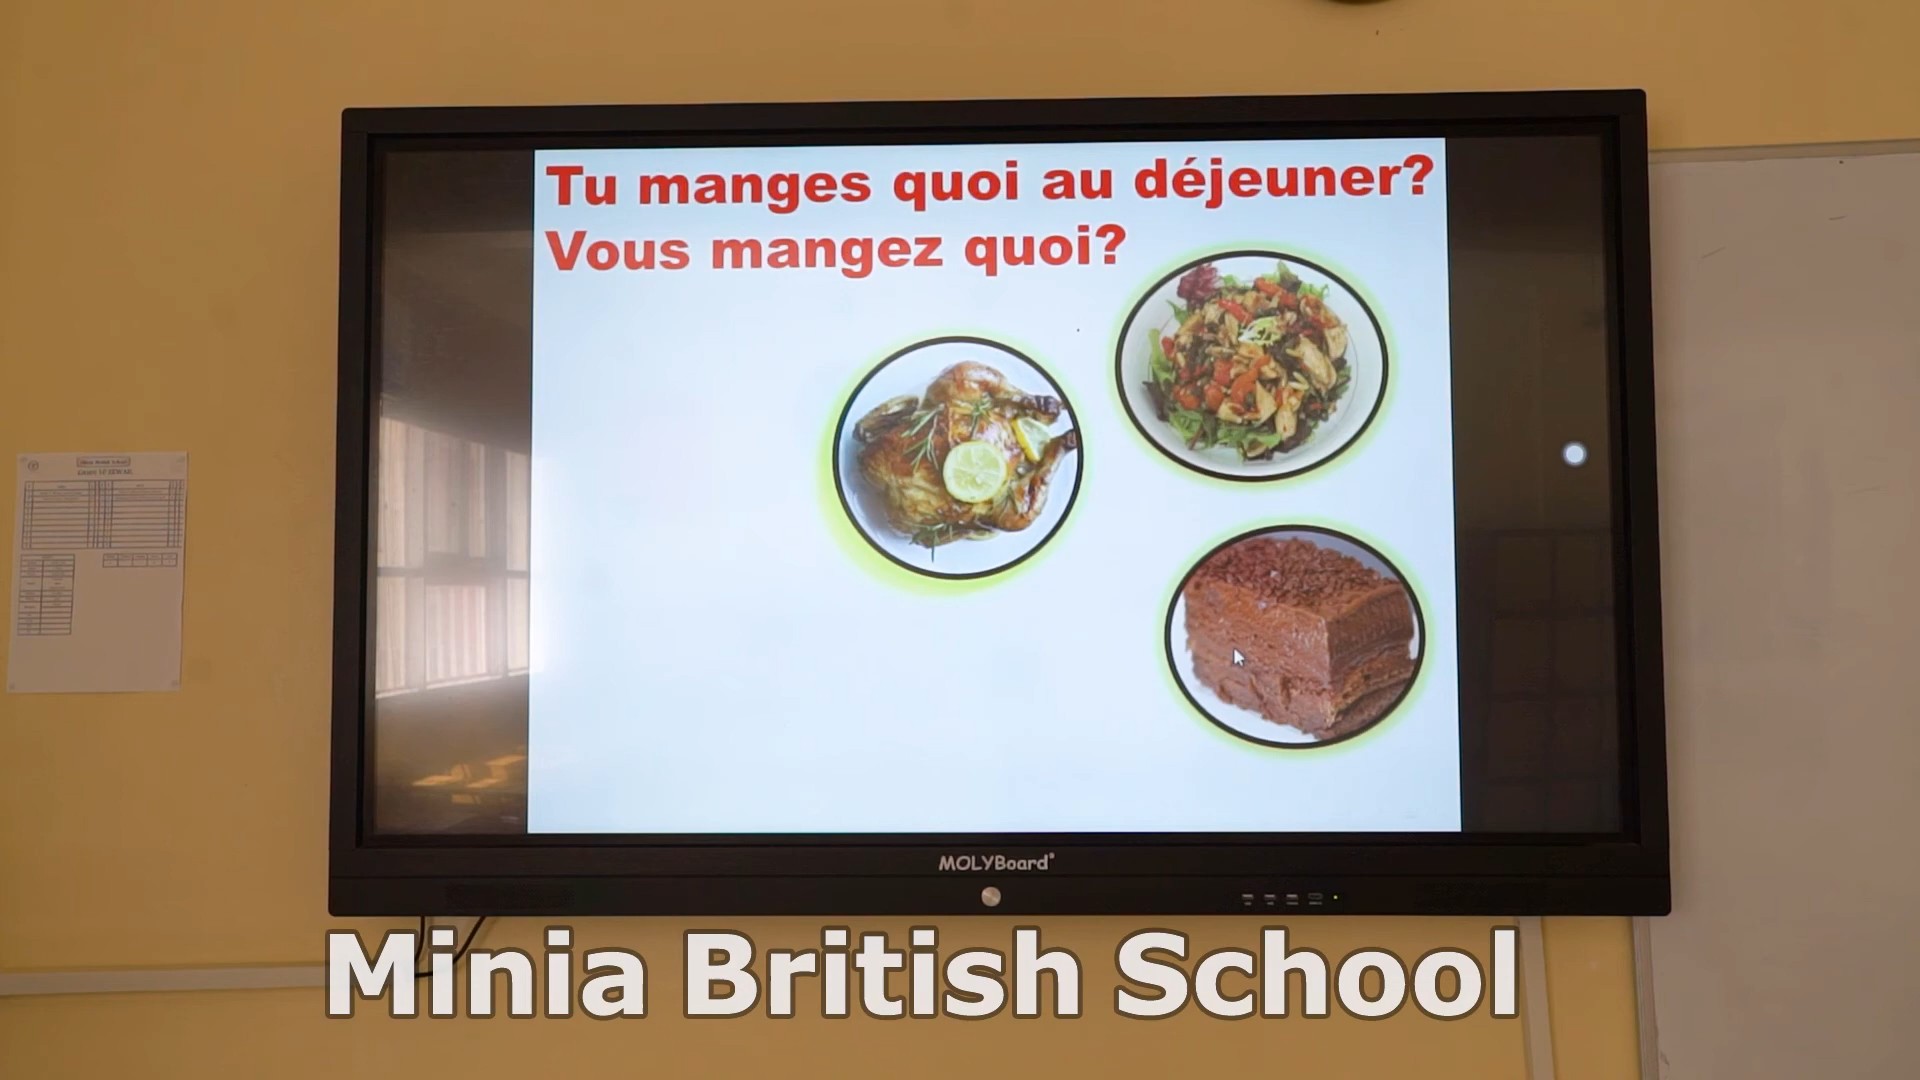 Tu manges quoi au déjeuner?
Vous mangez quoi?
MOLYBoard
Minia British School